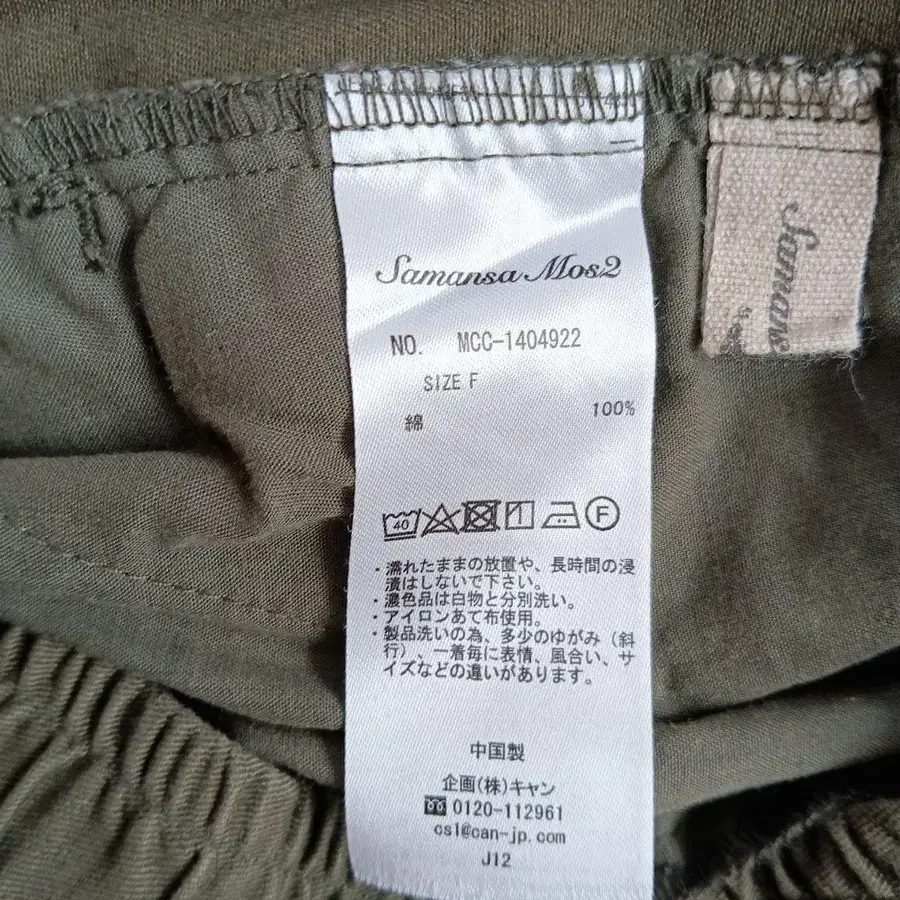 Samansa Mos2
NO. MCC-1404922
SIZE F
綿 100%
40 F
・濡れたままの放置や、長時間の浸
漬はしないで下さい。
・濃色品は白物と分別洗い。
・アイロンあて布使用。
・製品洗いの為、多少のゆがみ（斜
行）、一着毎に表情、風合い、サ
イズなどの違いがあります。
中国製
企画(株)キャン
0120-112961
cs1@can-jp.com
J12
Samans